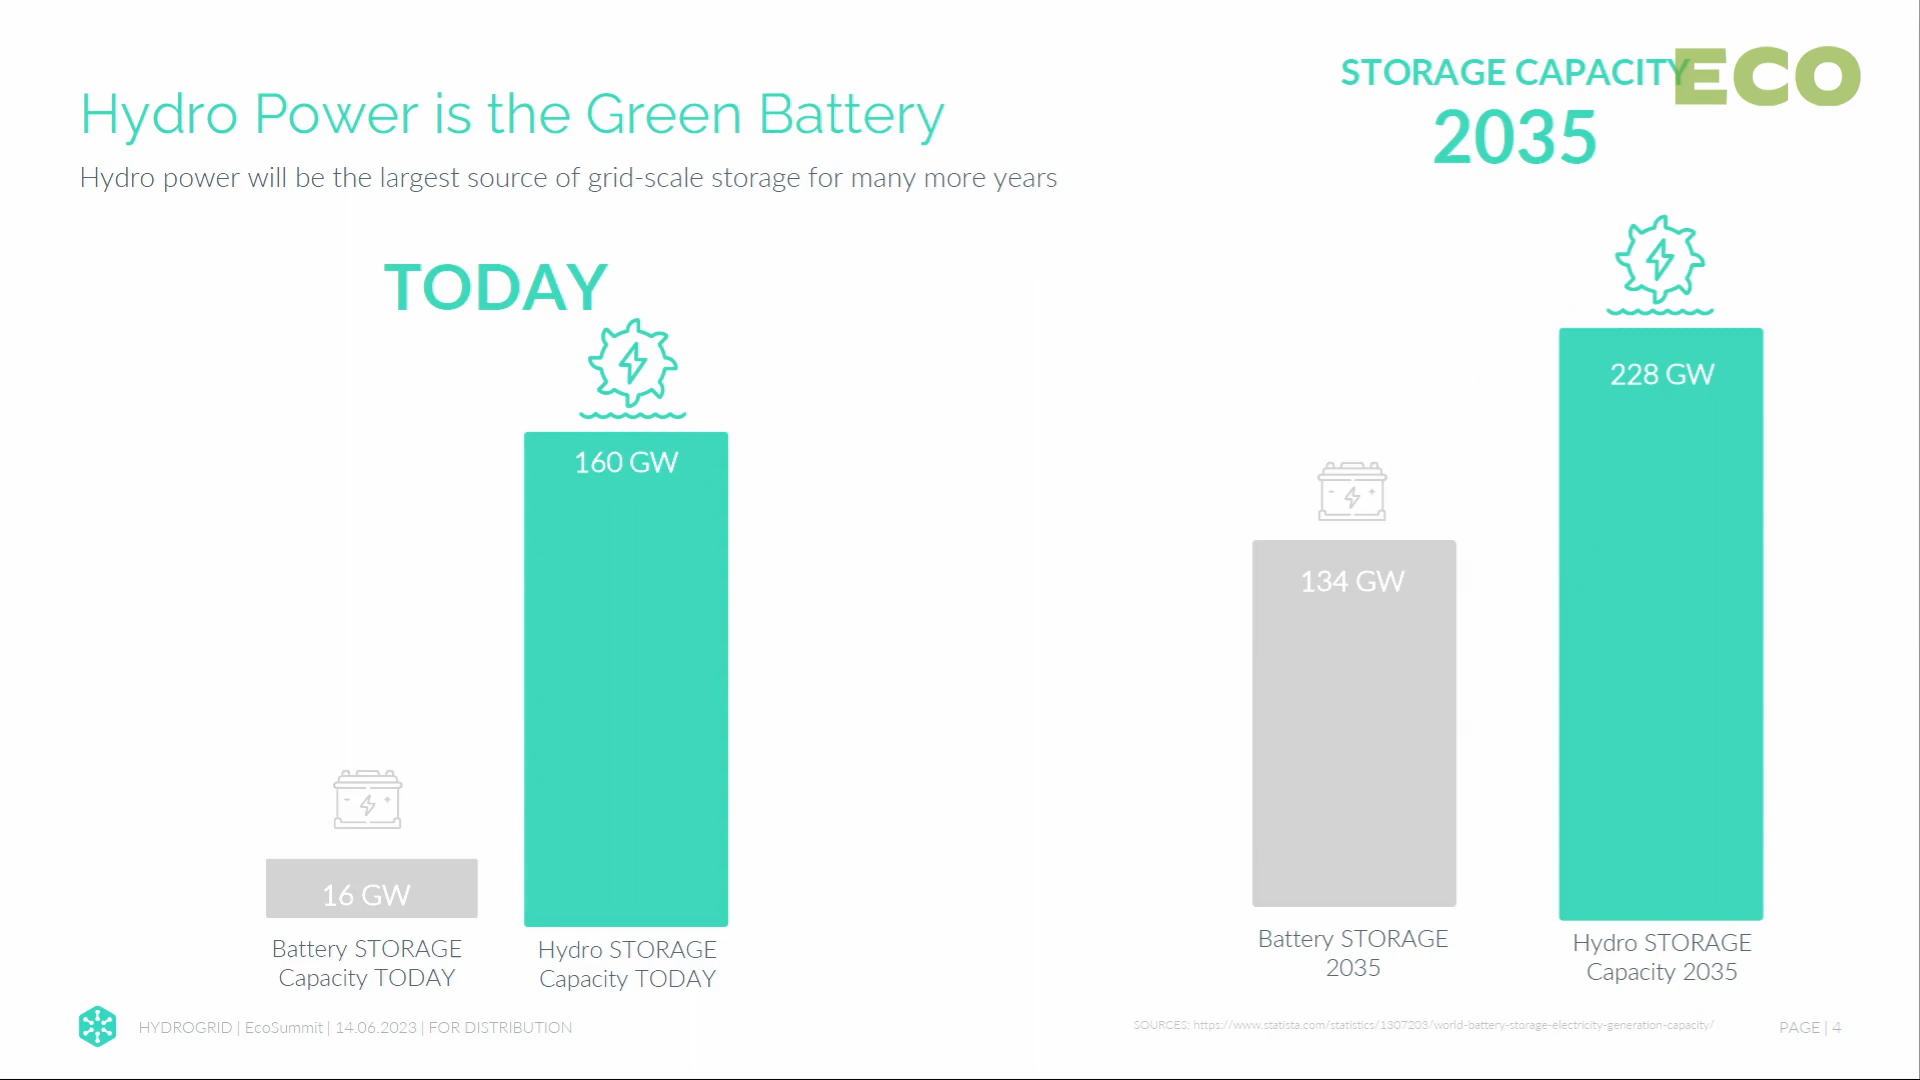 Hydro Power is the Green Battery
Hydro power will be the largest source of grid-scale storage for many more years
STORAGE CAPACITY
2035
ECO
TODAY
160 GW
16 GW
Battery STORAGE
Capacity TODAY
Hydro STORAGE
Capacity TODAY
228 GW
134 GW
Battery STORAGE
2035
Hydro STORAGE
Capacity 2035
HYDROGRID | EcoSummit | 14.06.2023 | FOR DISTRIBUTION
SOURCES: https://www.statista.com/statistics/1307203/world-battery-storage-electricity-generation-capacity/
PAGE | 4